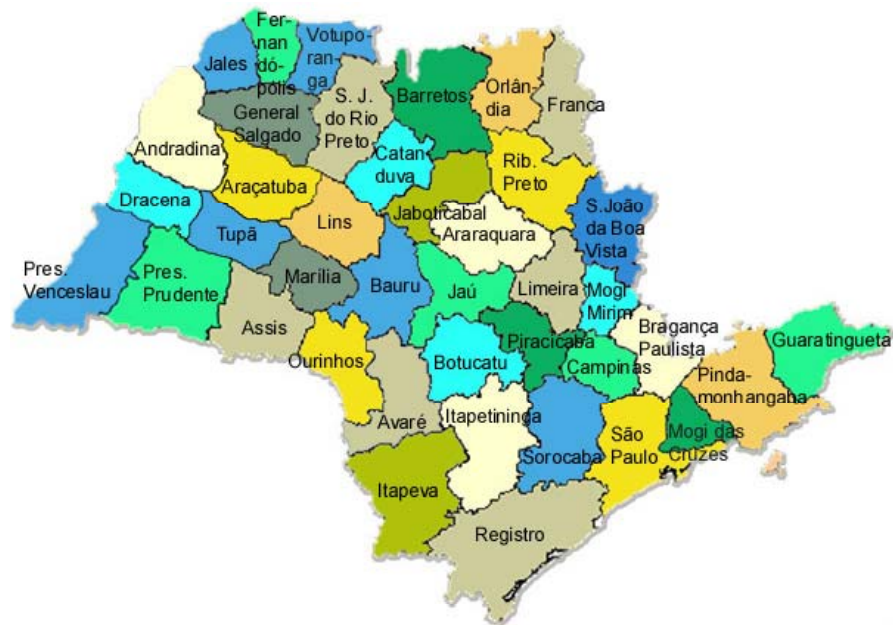 Fer-
nan
dó-
pólis
Votupo-
ran-
ga
Jales
S. J.
do Rio
Preto
Barretos
Orlân-
dia
França
General
Salgado
Andradina
Catan-
duva
Rib.
Preto
Araçatuba
Dracena
Lins
Jaboticabal
S.João
da Boa
Vista
Tupã
Araraquara
Pres.
Venceslau
Pres.
Prudente
Marília
Bauru
Jaú
Limeira
Mogi
Mirim
Assis
Bragança
Paulista
Guaratingueta
Ourinhos
Botucatu
Piracicaba
Campinas
Pinda-
monhangaba
Avaré
Itapetininga
São
Paulo
Mogi das
Cruzes
Sorocaba
Itapeva
Registro